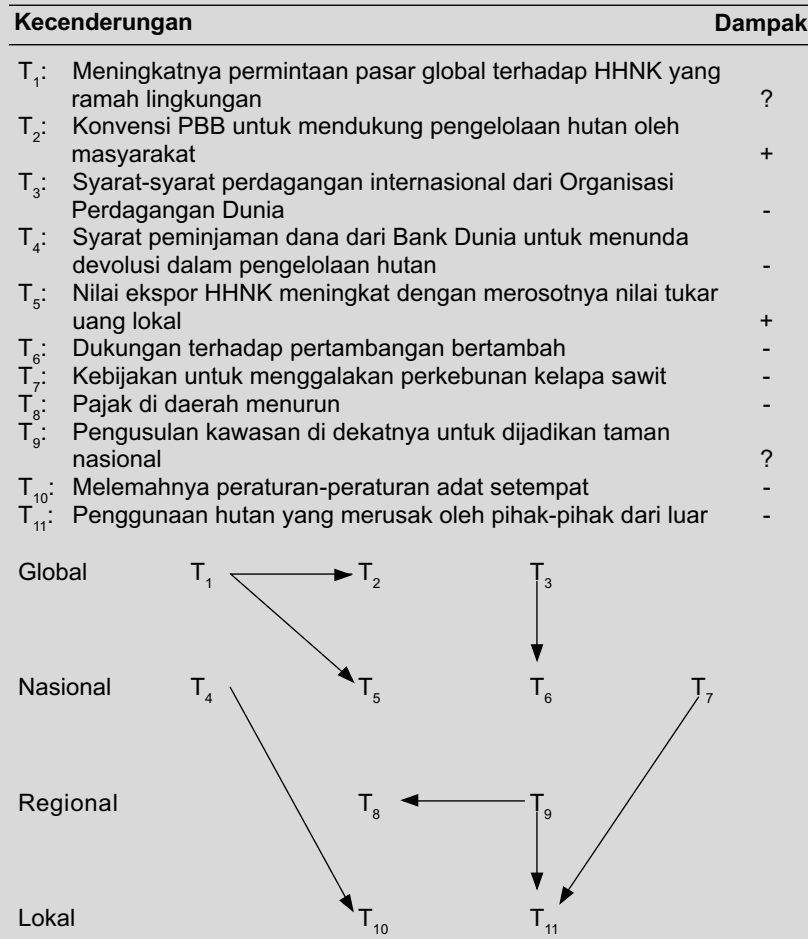 Kecenderungan Dampak
T1: Meningkatnya permintaan pasar global terhadap HHNK yang
ramah lingkungan ?
T2: Konvensi PBB untuk mendukung pengelolaan hutan oleh
masyarakat +
T3: Syarat-syarat perdagangan internasional dari Organisasi
Perdagangan Dunia -
T4: Syarat peminjaman dana dari Bank Dunia untuk menunda
devolusi dalam pengelolaan hutan -
T5: Nilai ekspor HHNK meningkat dengan merosotnya nilai tukar
uang lokal +
T6: Dukungan terhadap pertambangan bertambah -
T7: Kebijakan untuk menggalakan perkebunan kelapa sawit -
T8: Pajak di daerah menurun -
T9: Pengusulan kawasan di dekatnya untuk dijadikan taman
nasional ?
T10: Melemahnya peraturan-peraturan adat setempat -
T11: Penggunaan hutan yang merusak oleh pihak-pihak dari luar -
Global T1 T2 T3
Nasional T4 T5 T6 T7
Regional T8 T9
Lokal T10 T11